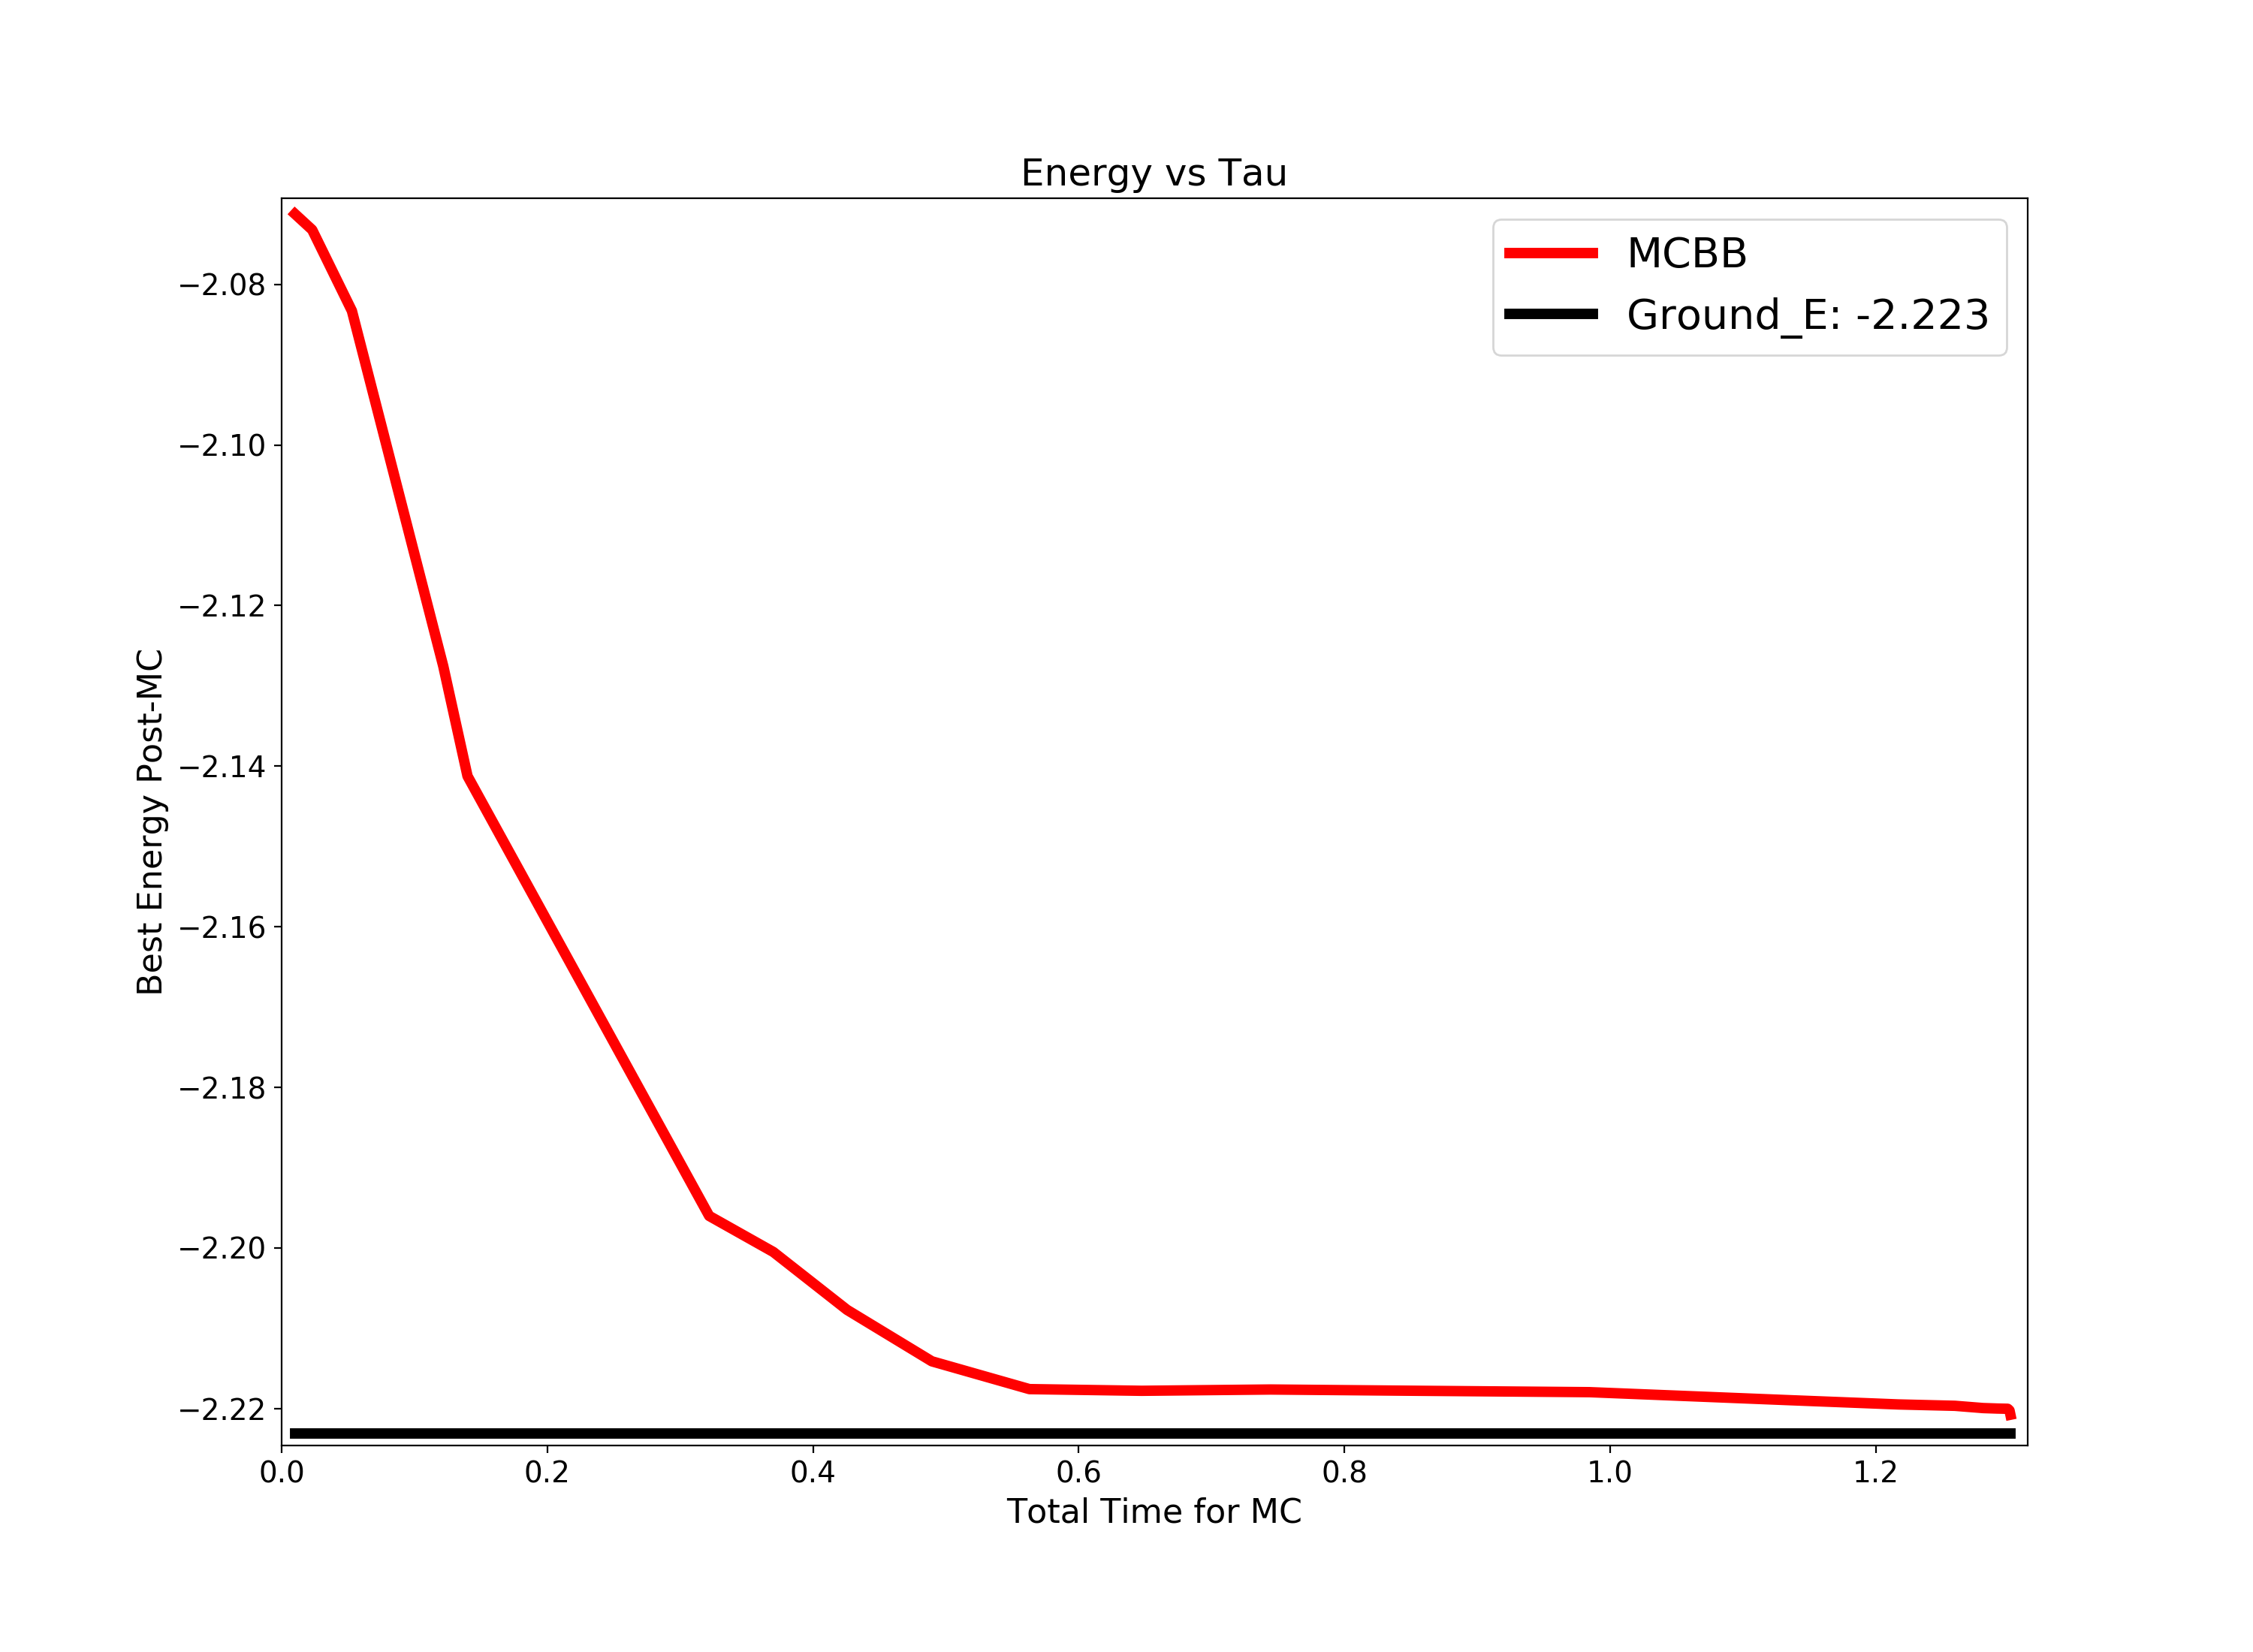 Energy vs Tau
MCBB
Ground_E: -2.223
Best Energy Post-MC
−2.08
−2.10
−2.12
−2.14
−2.16
−2.18
−2.20
−2.22
0.0 0.2 0.4 0.6 0.8 1.0 1.2
Total Time for MC